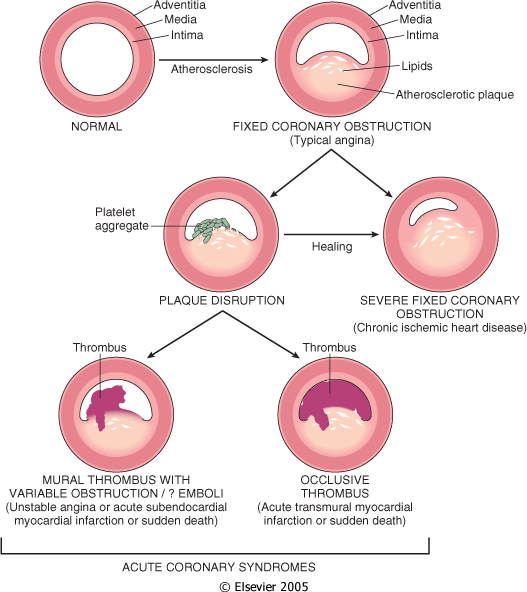 Adventitia
Media
Intima
Atherosclerosis
NORMAL
Adventitia
Media
Intima
Lipids
Atherosclerotic plaque
FIXED CORONARY OBSTRUCTION
(Typical angina)
Platelet
aggregate
Healing
PLAQUE DISRUPTION
SEVERE FIXED CORONARY
OBSTRUCTION
(Chronic ischemic heart disease)
Thrombus
Thrombus
MURAL THROMBUS WITH
VARIABLE OBSTRUCTION / ? EMBOLI
(Unstable angina or acute subendocardial
myocardial infarction or sudden death)
OCCLUSIVE
THROMBUS
(Acute transmural myocardial
infarction or sudden death)
ACUTE CORONARY SYNDROMES
© Elsevier 2005